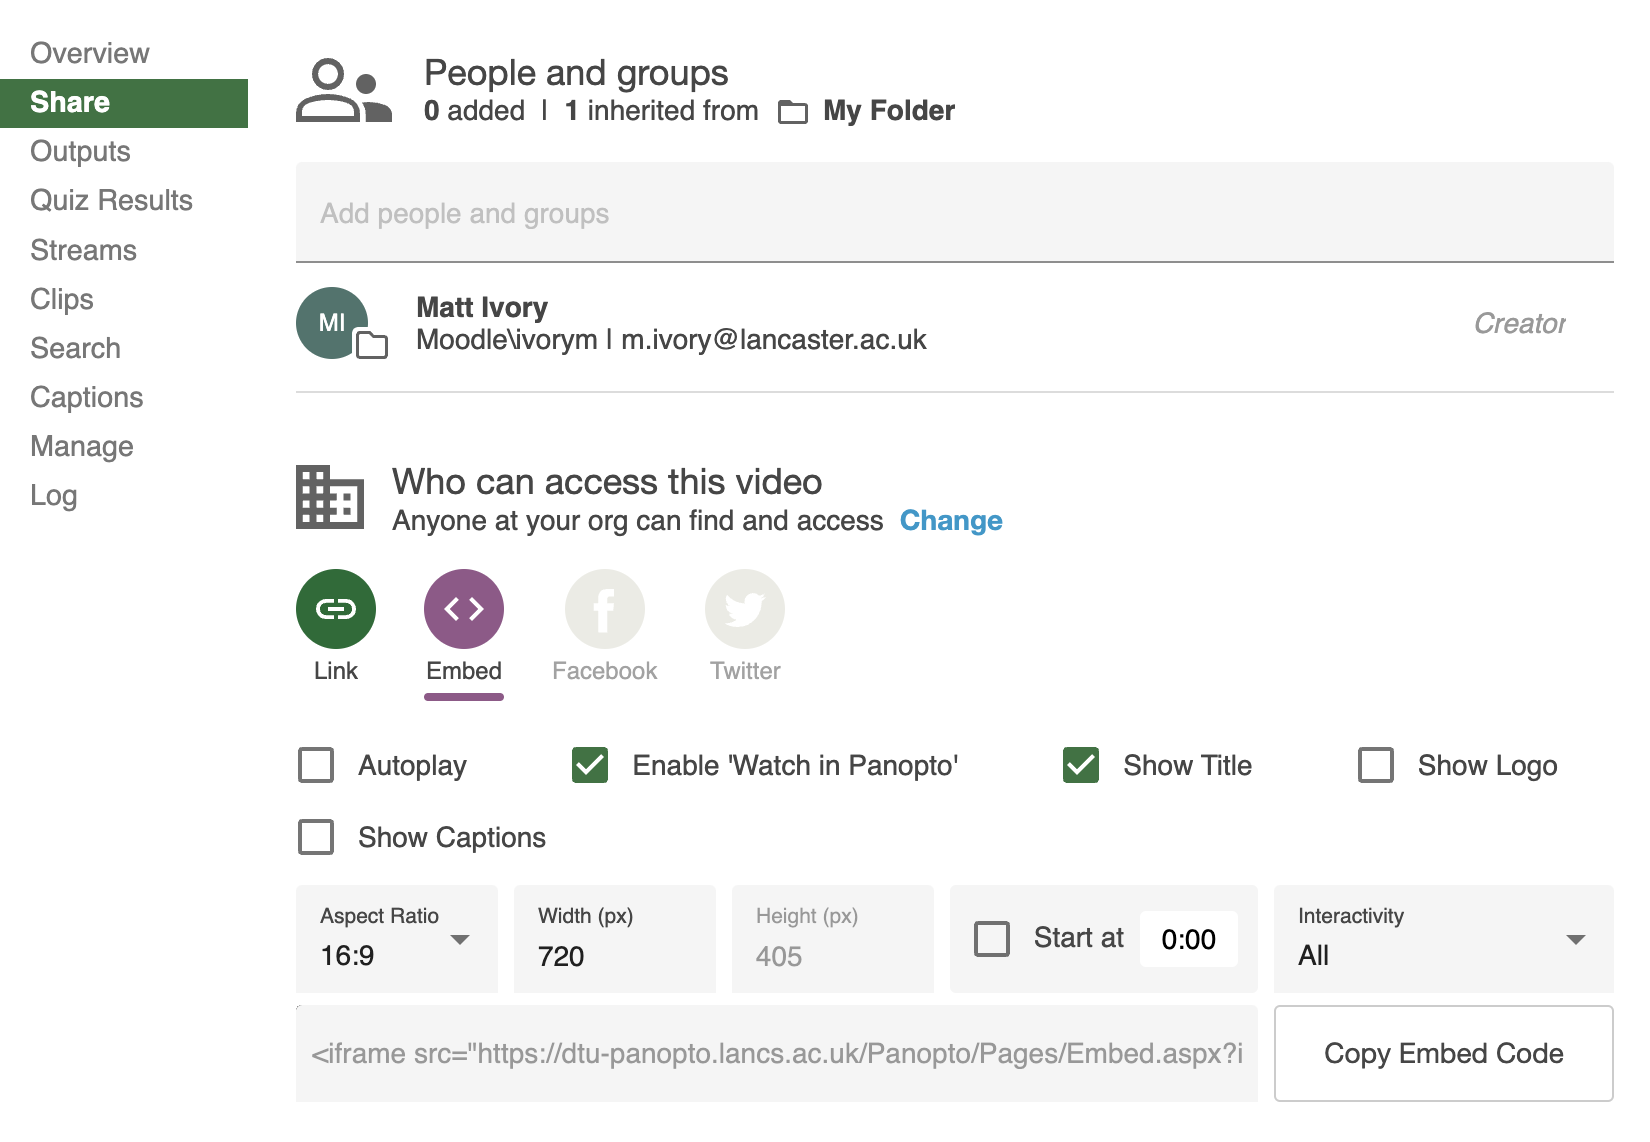 Overview
Share
Outputs
Quiz Results
Streams
Clips
Search
Captions
Manage
Log
People and groups
0 added | 1 inherited from My Folder
Add people and groups
MI
Matt Ivory
Moodle\ivorym | m.ivory@lancaster.ac.uk
Creator
Who can access this video
Anyone at your org can find and access Change
Link Embed Facebook Twitter
Autoplay Enable 'Watch in Panopto' Show Title Show Logo
Show Captions
Aspect Ratio
16:9
Width (px)
720
Height (px)
405
Start at 0:00
Interactivity
All
<iframe src="https://dtu-panopto.lancs.ac.uk/Panopto/Pages/Embed.aspx?i
Copy Embed Code